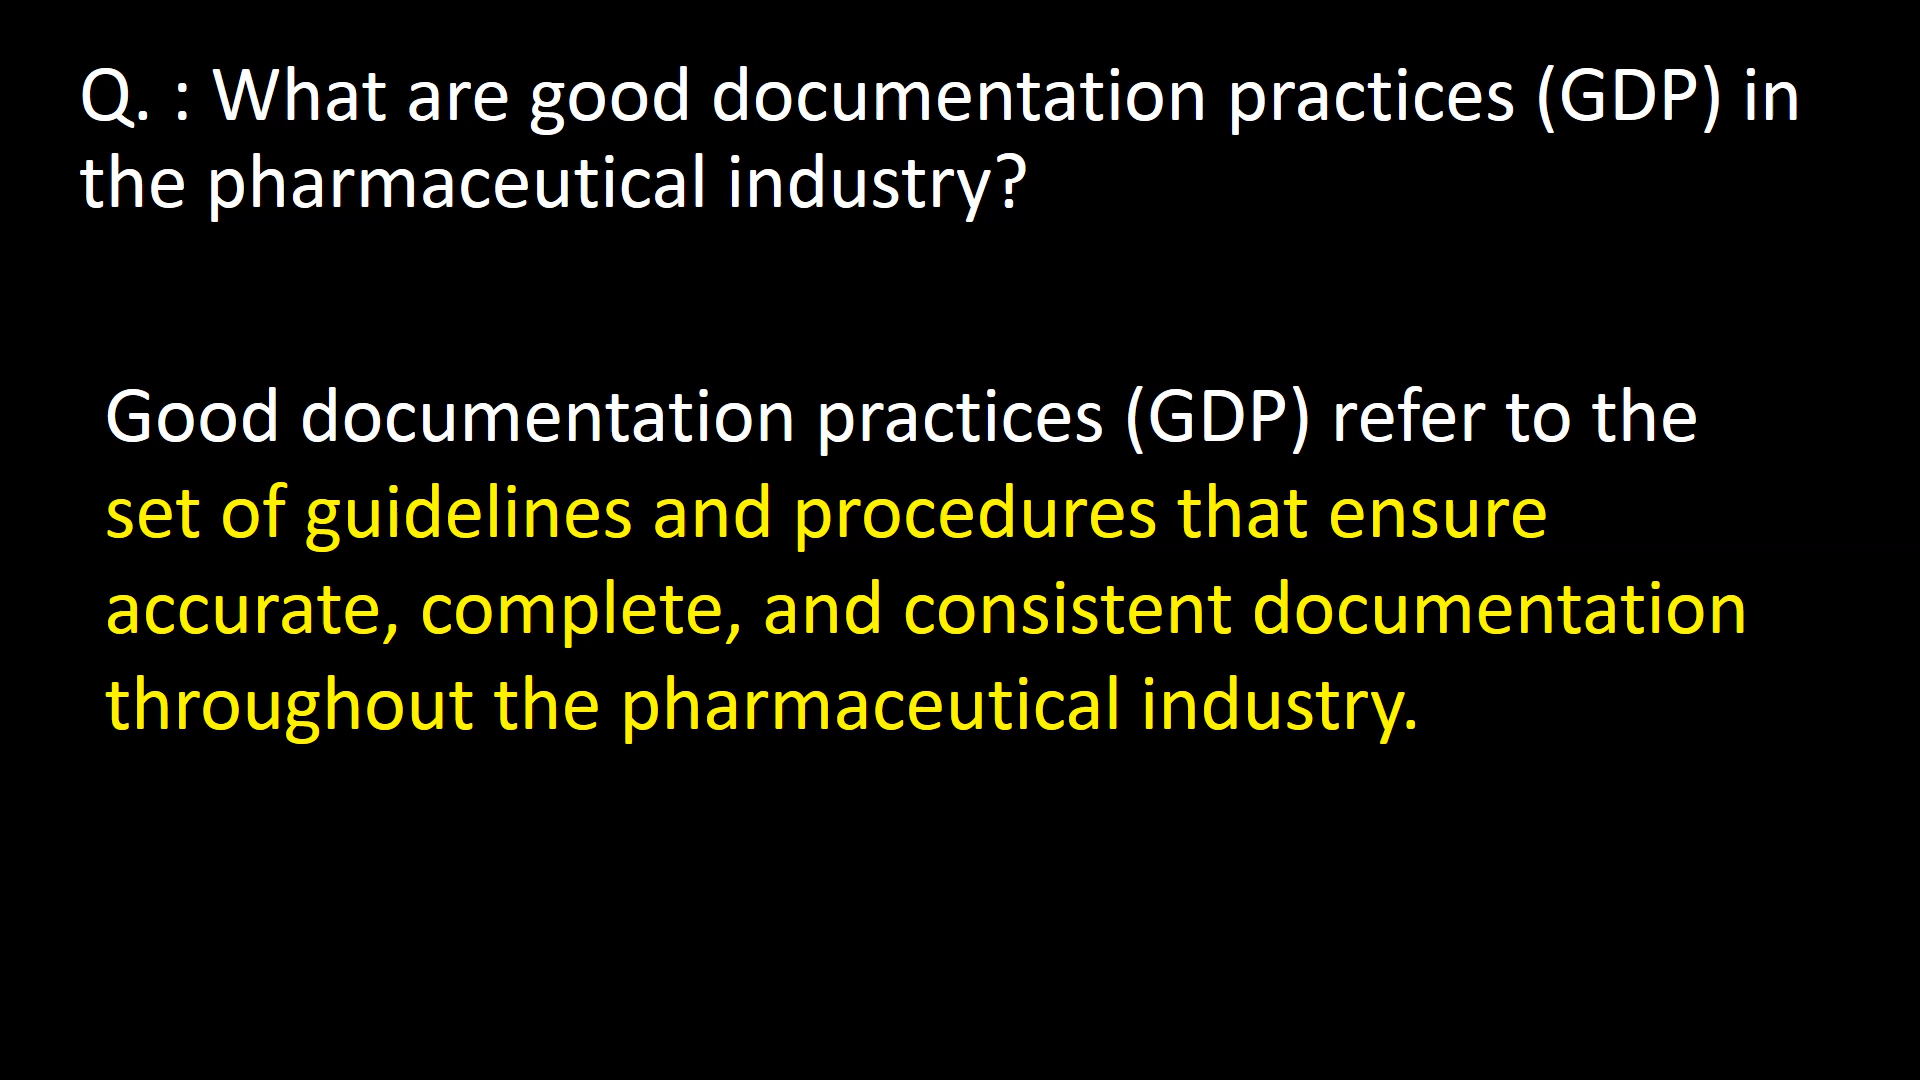 Q. : What are good documentation practices (GDP) in
the pharmaceutical industry?
Good documentation practices (GDP) refer to the
set of guidelines and procedures that ensure
accurate, complete, and consistent documentation
throughout the pharmaceutical industry.